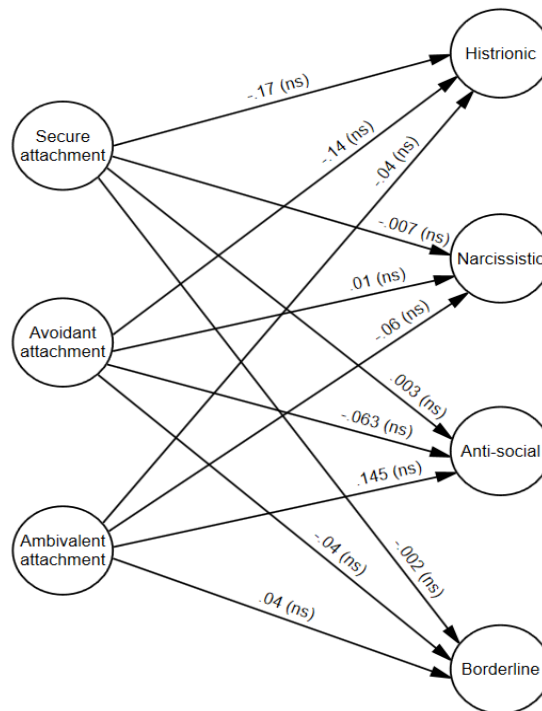 Histrionic
-.17 (ns)
Secure
attachment
-.14 (ns)
-.04 (ns)
-.007 (ns)
Narcissistic
.01 (ns)
-.06 (ns)
Avoidant
attachment
.003 (ns)
-.063 (ns)
Anti-social
.145 (ns)
Ambivalent
attachment
-.04 (ns)
-.002 (ns)
.04 (ns)
Borderline